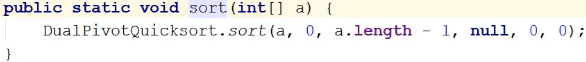 public static void sort(int[] a) {
DualPivotQuicksort.sort(a, 0, a.length - 1, null, 0, 0);
}